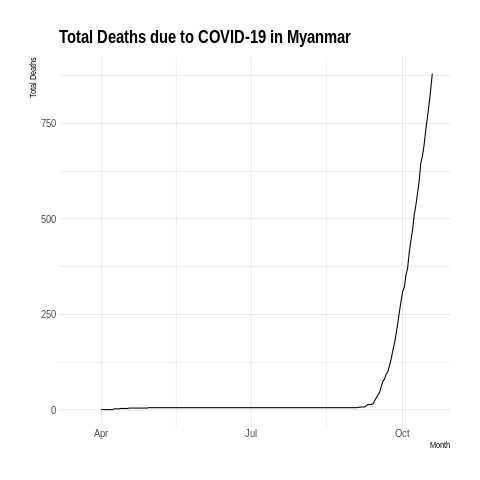 Total Deaths due to COVID-19 in Myanmar
Total Deaths
750
500
250
0
Apr Jul Oct
Month